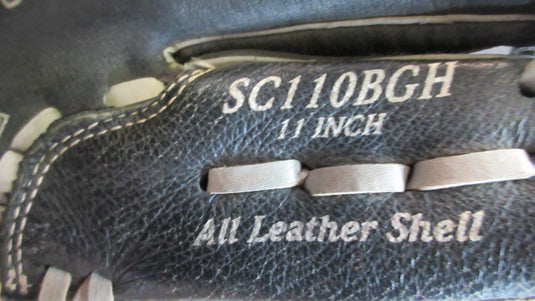 SC110BGH
11 INCH
All Leather Shell